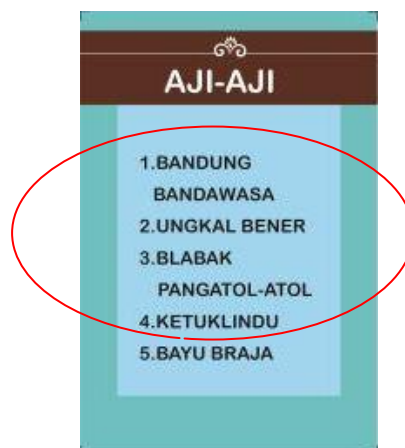 AJI-AJI
1.BANDUNG
BANDAWASA
2.UNGKAL BENER
3.BLABAK
PANGATOL-ATOL
4.KETUKLINDU
5.BAYU BRAJA